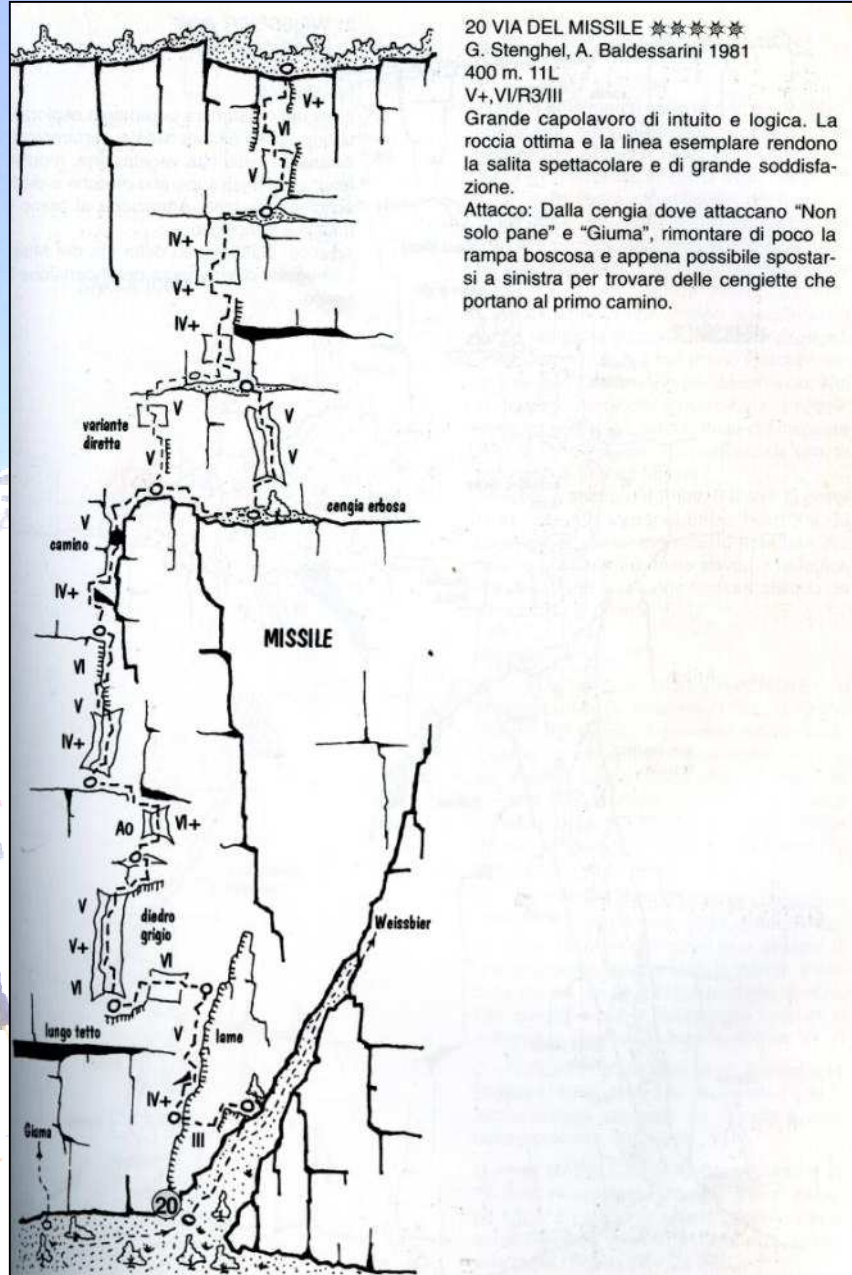 20 VIA DEL MISSILE ✵✵✵✵✵
G. Stenghel, A. Baldessarini 1981
400 m. 11L
V+,VI/R3/III
Grande capolavoro di intuito e logica. La
roccia ottima e la linea esemplare rendono
la salita spettacolare e di grande soddisfa-
zione.
Attacco: Dalla cengia dove attaccano "Non
solo pane" e "Giuma", rimontare di poco la
rampa boscosa e appena possibile spostar-
si a sinistra per trovare delle cengiette che
portano al primo camino.
V+
VI
V
IV+
V+
IV+
variante
diretta
V
V
V
V
cengia erbosa
V
camino
IV+
MISSILE
VI
V
IV+
A0
VI+
V
V+
VI
diedro
grigio
VI
Weissbier
lungo tetto
V
lame
IV+
III
Giuma
20